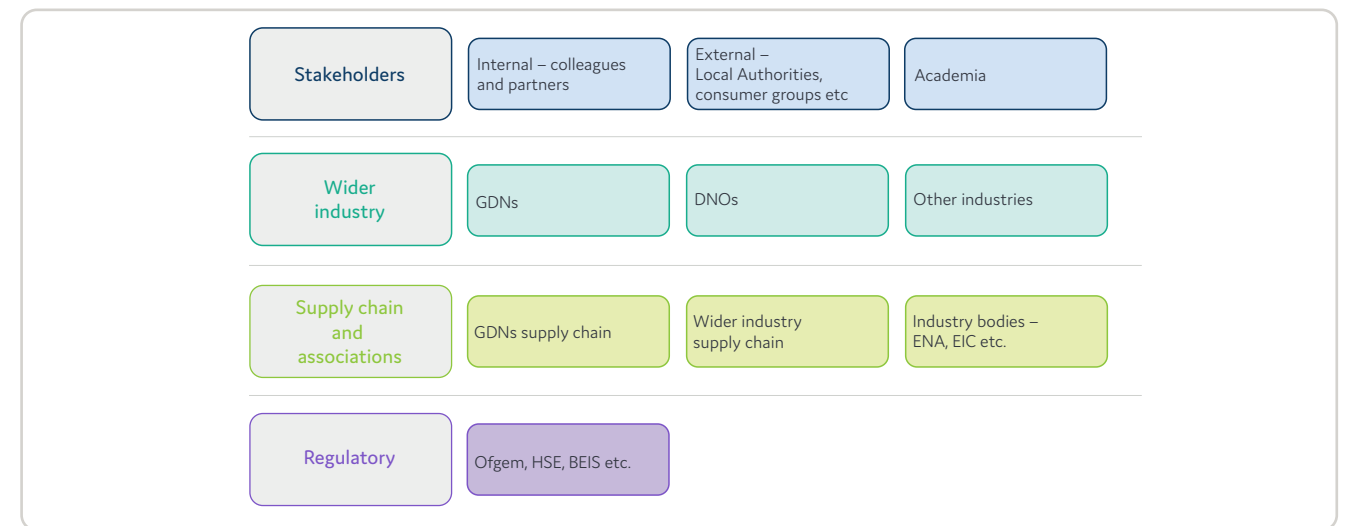 Stakeholders
Internal – colleagues
and partners
External –
Local Authorities,
consumer groups etc
Academia
Wider
industry
GDNs
DNOs
Other industries
Supply chain
and
associations
GDNs supply chain
Wider industry
supply chain
Industry bodies –
ENA, EIC etc.
Regulatory
Ofgem, HSE, BEIS etc.